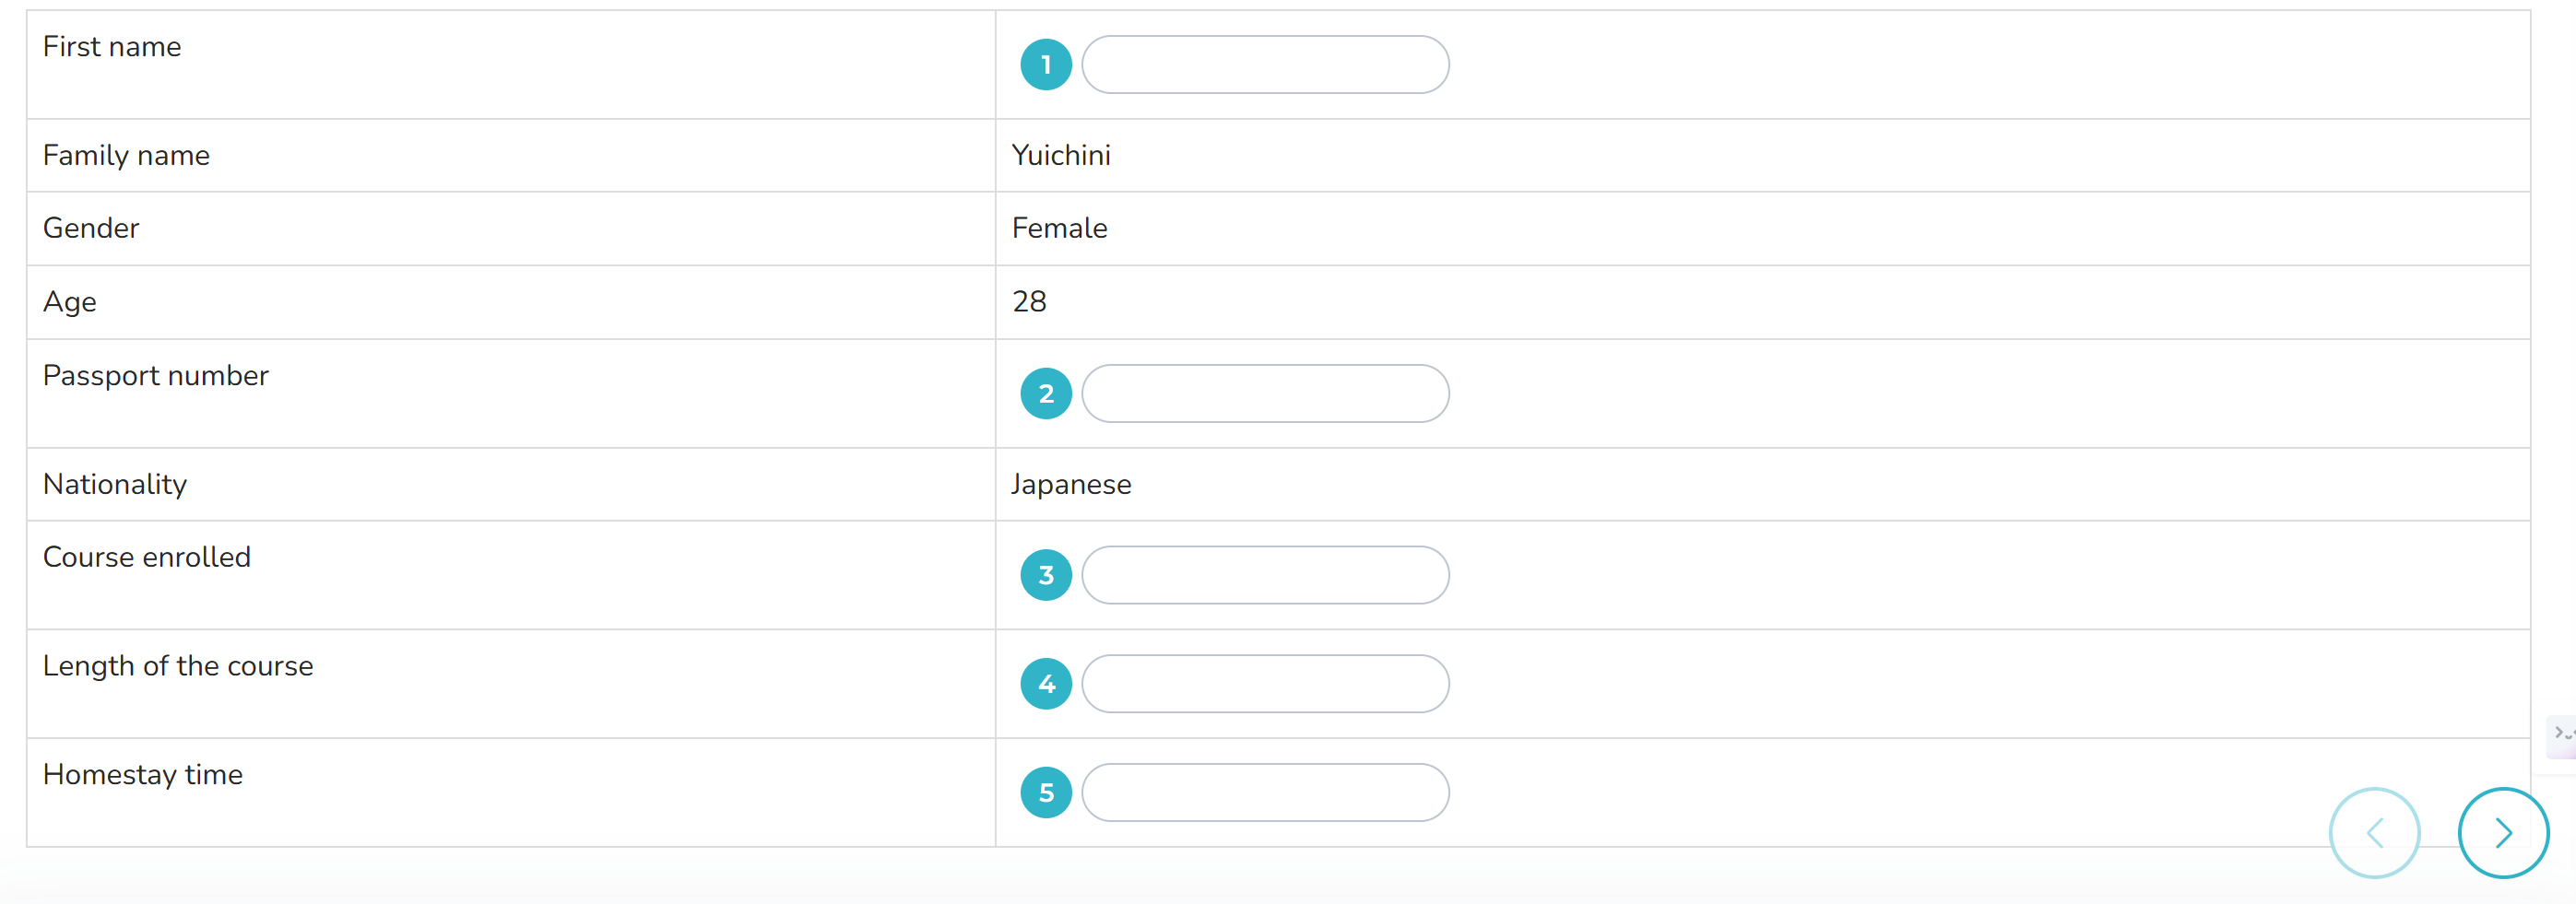 First name
1
Family name
Yuichini
Gender
Female
Age
28
Passport number
2
Nationality
Japanese
Course enrolled
3
Length of the course
4
Homestay time
5